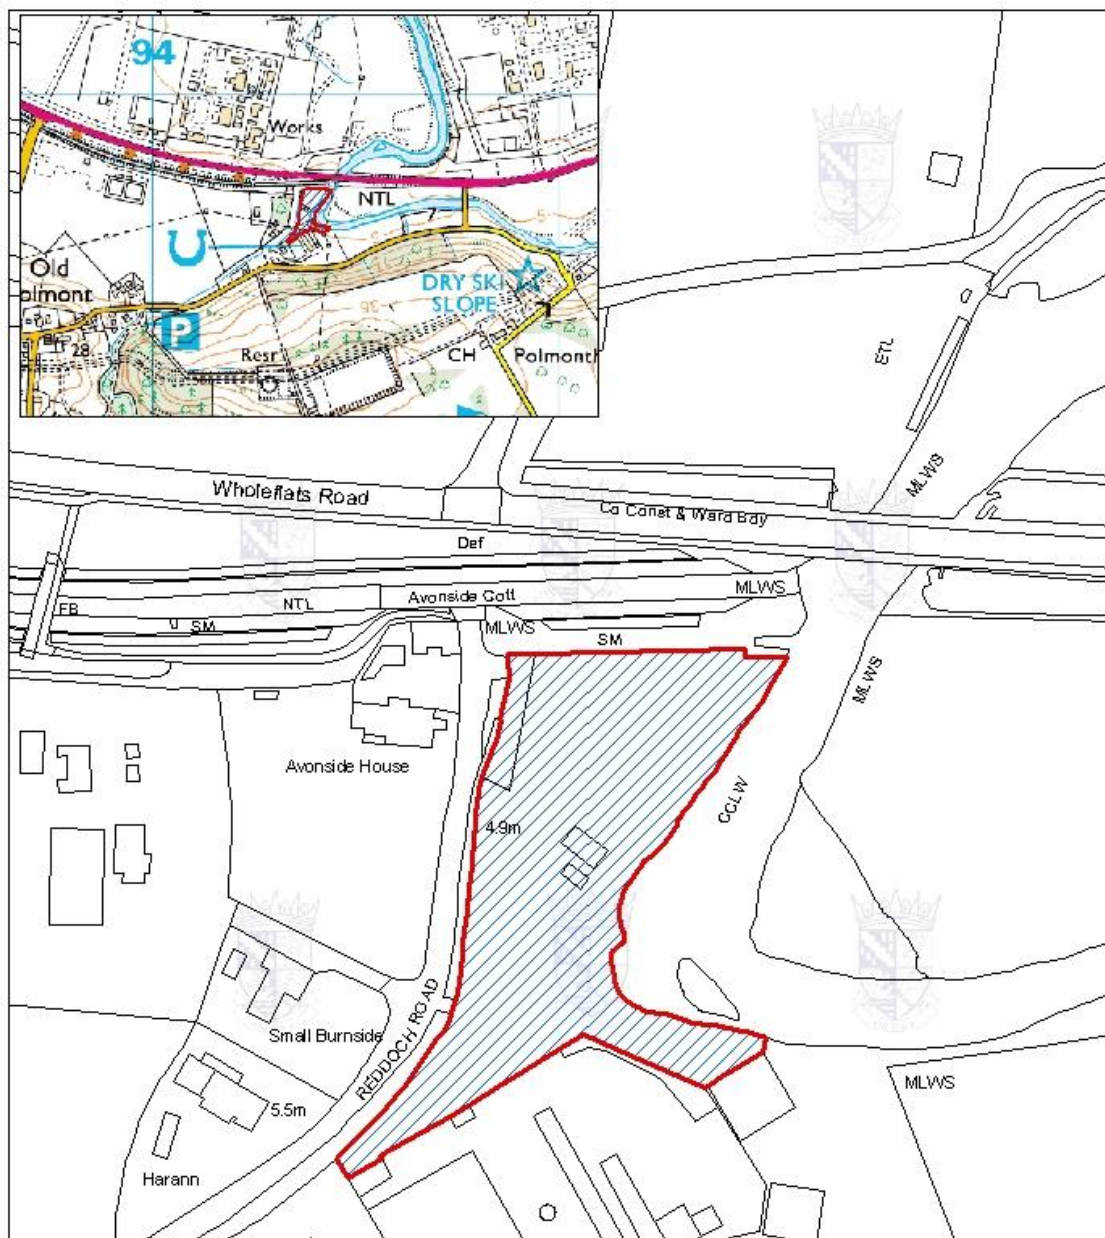 94
Works
NTL
7
5
Old
olmont
DRY SKI
SLOPE
P
28
35
Resr
CH
Polmont
ETL
MLWS
Wholeflats Road
Co Const & Ward Bdy
Def
MLWS
NTL
Avonside Cott
FB
SM
MLWS
SM
MLWS
Avonside House
CCLW
4.9m
REDDOCH ROAD
Small Burnside
MLWS
5.5m
Harann